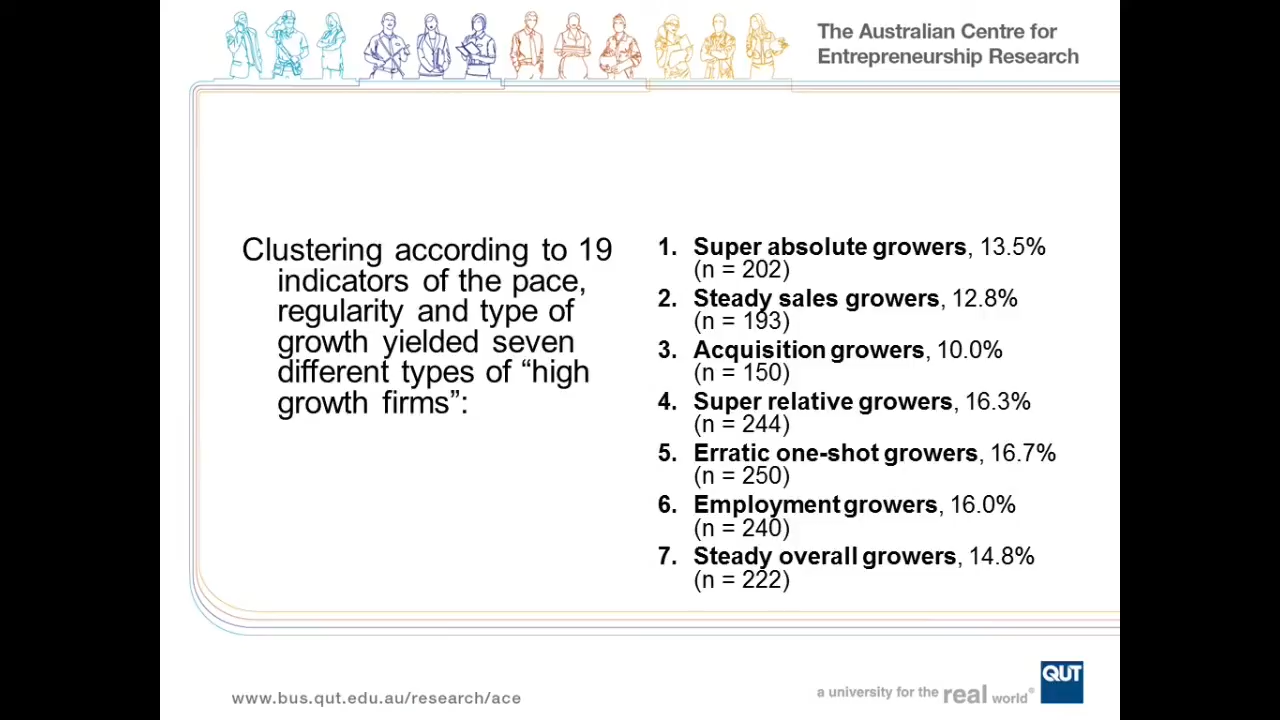 The Australian Centre for
Entrepreneurship Research
Clustering according to 19
indicators of the pace,
regularity and type of
growth yielded seven
different types of “high
growth firms”:
1. Super absolute growers, 13.5%
(n = 202)
2. Steady sales growers, 12.8%
(n = 193)
3. Acquisition growers, 10.0%
(n = 150)
4. Super relative growers, 16.3%
(n = 244)
5. Erratic one-shot growers, 16.7%
(n = 250)
6. Employment growers, 16.0%
(n = 240)
7. Steady overall growers, 14.8%
(n = 222)
www.bus.qut.edu.au/research/ace
a university for the real world®
QUT